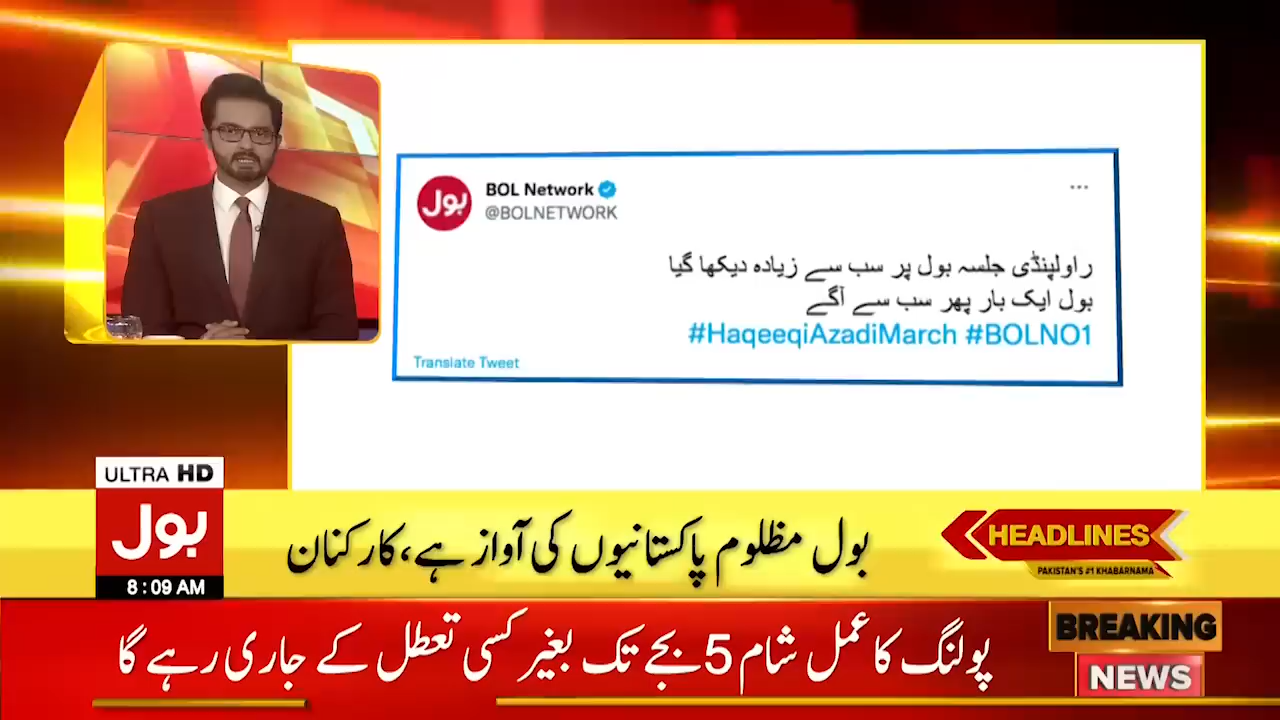 بول
BOL Network
@BOLNETWORK
راولپنڈی جلسہ بول پر سب سے زیادہ دیکھا گیا
بول ایک بار پھر سب سے آگے
#HaqeeqiAzadiMarch #BOLNO1
Translate Tweet
ULTRA HD
بول
8:09 AM
بول مظلوم پاکستانیوں کی آواز ہے، کارکنان
HEADLINES
PAKISTAN'S #1 KHABARNAMA
پولنگ کا عمل شام 5 بجے تک بغیر کسی تعطل کے جاری رہے گا
BREAKING
NEWS